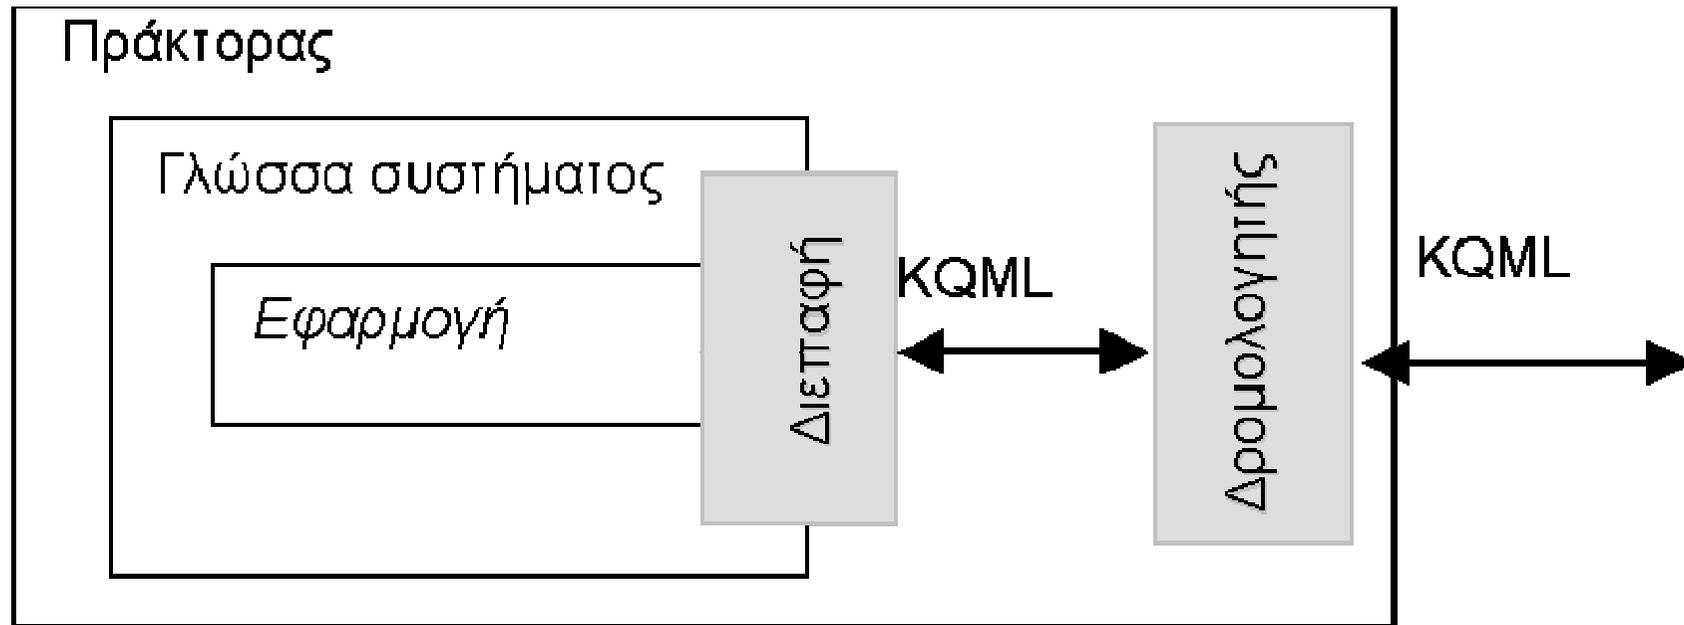 Πράκτορας
Γλώσσα συστήματος
Εφαρμογή
Διεπαφή
KQML
Δρομολογητής
KQML